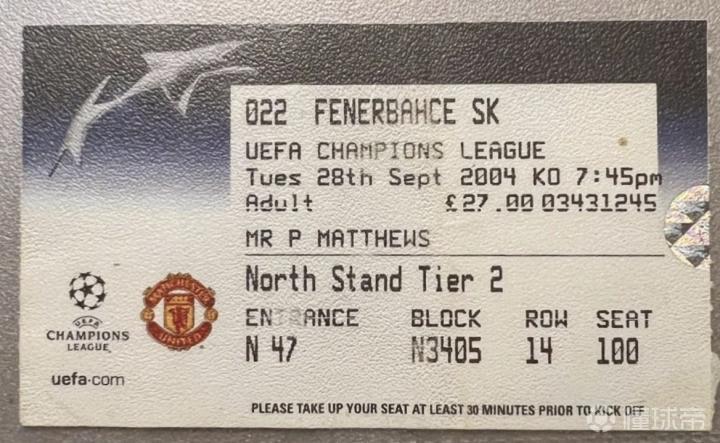 022 FENERBAHCE SK
UEFA CHAMPIONS LEAGUE
Tues 28th Sept 2004 KO 7:45pm
Adult £27.00 03431245
MR P MATTHEWS
North Stand Tier 2
ENTRANCE BLOCK ROW SEAT
N 47 N3405 14 100
MANCHESTER
UNITED
UEFA
CHAMPIONS
LEAGUE
uefa.com
PLEASE TAKE UP YOUR SEAT AT LEAST 30 MINUTES PRIOR TO KICK OFF
懂球帝